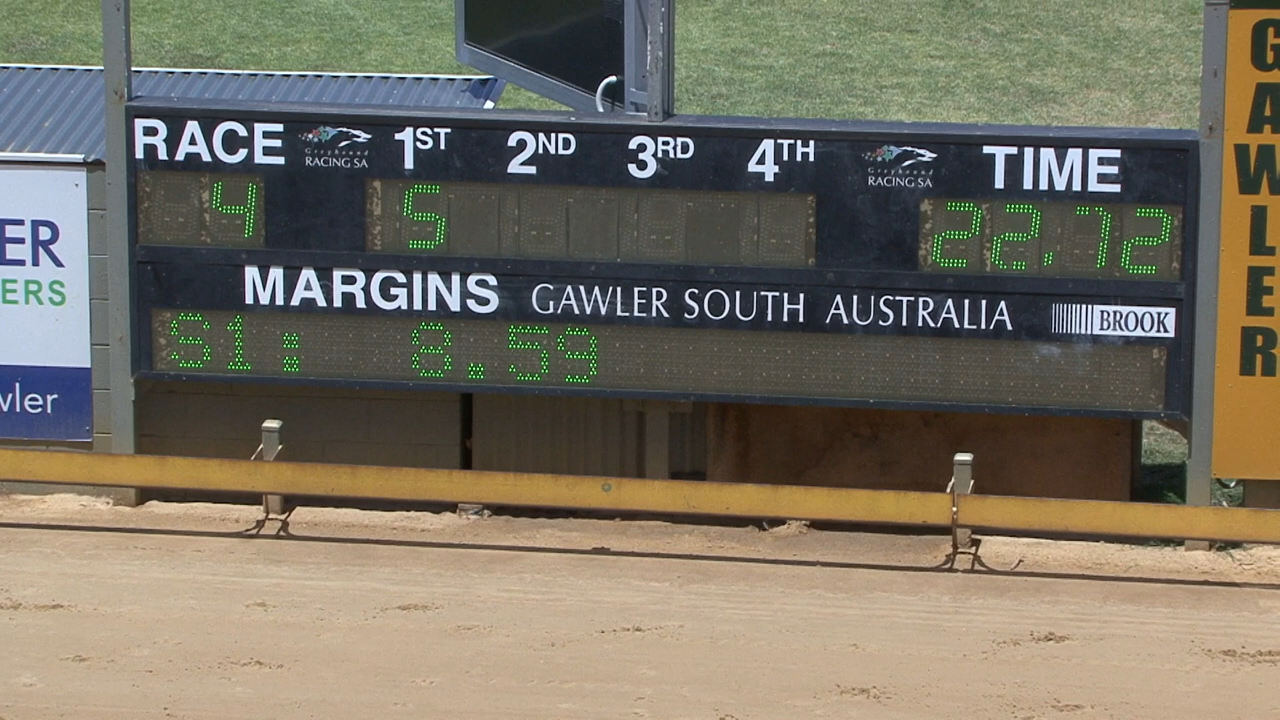 RACE
Greyhound
RACING SA
1ST 2ND 3RD 4TH
Greyhound
RACING SA
TIME
4 5 22.72
MARGINS GAWLER SOUTH AUSTRALIA BROOK
S1: 8.59
ER
ERS
wler
GAWLER